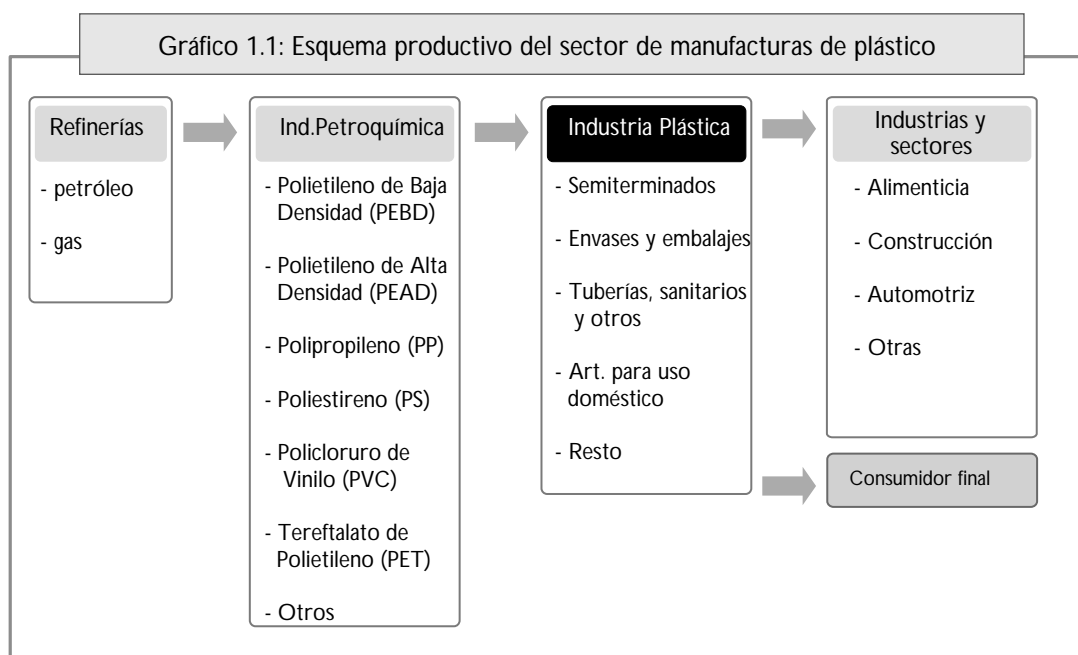 Gráfico 1.1: Esquema productivo del sector de manufacturas de plástico
Refinerías
- petróleo
- gas
Ind.Petroquímica
- Polietileno de Baja
Densidad (PEBD)
- Polietileno de Alta
Densidad (PEAD)
- Polipropileno (PP)
- Poliestireno (PS)
- Policloruro de
Vinilo (PVC)
- Tereftalato de
Polietileno (PET)
- Otros
Industria Plástica
- Semiterminados
- Envases y embalajes
- Tuberías, sanitarios
y otros
- Art. para uso
doméstico
- Resto
Industrias y
sectores
- Alimenticia
- Construcción
- Automotriz
- Otras
Consumidor final